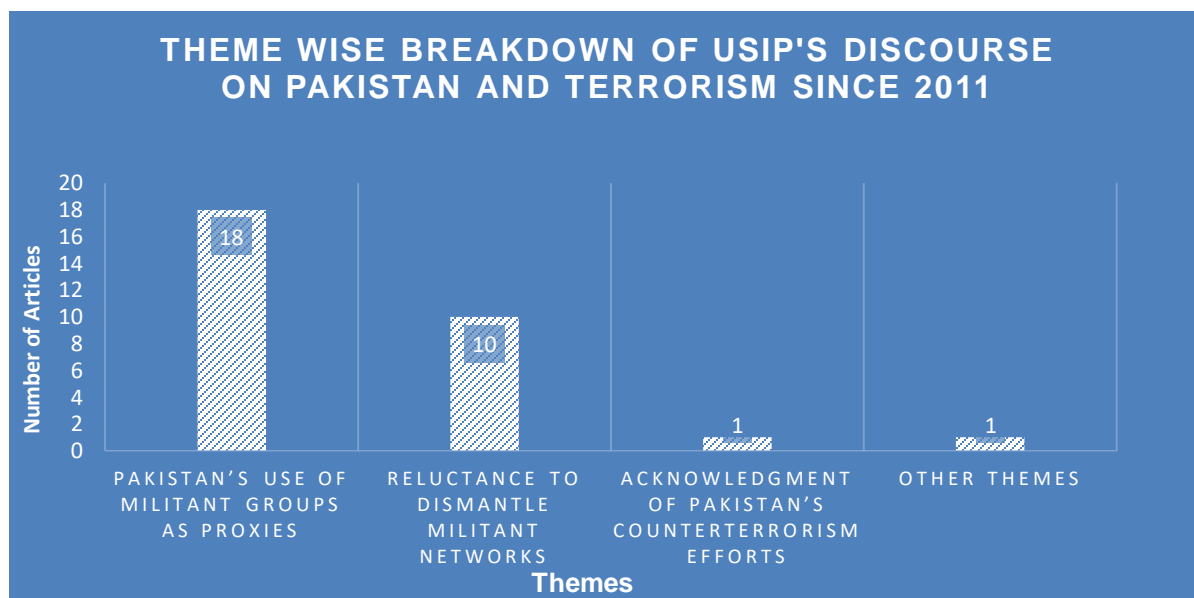 THEME WISE BREAKDOWN OF USIP'S DISCOURSE
ON PAKISTAN AND TERRORISM SINCE 2011
Number of Articles
20
18
16
14
12
10
8
6
4
2
0
18
10
1
1
PAKISTAN’S USE OF
MILITANT GROUPS
AS PROXIES
RELUCTANCE TO
DISMANTLE
MILITANT
NETWORKS
ACKNOWLEDGMENT
OF PAKISTAN’S
COUNTERTERRORISM
EFFORTS
OTHER THEMES
Themes